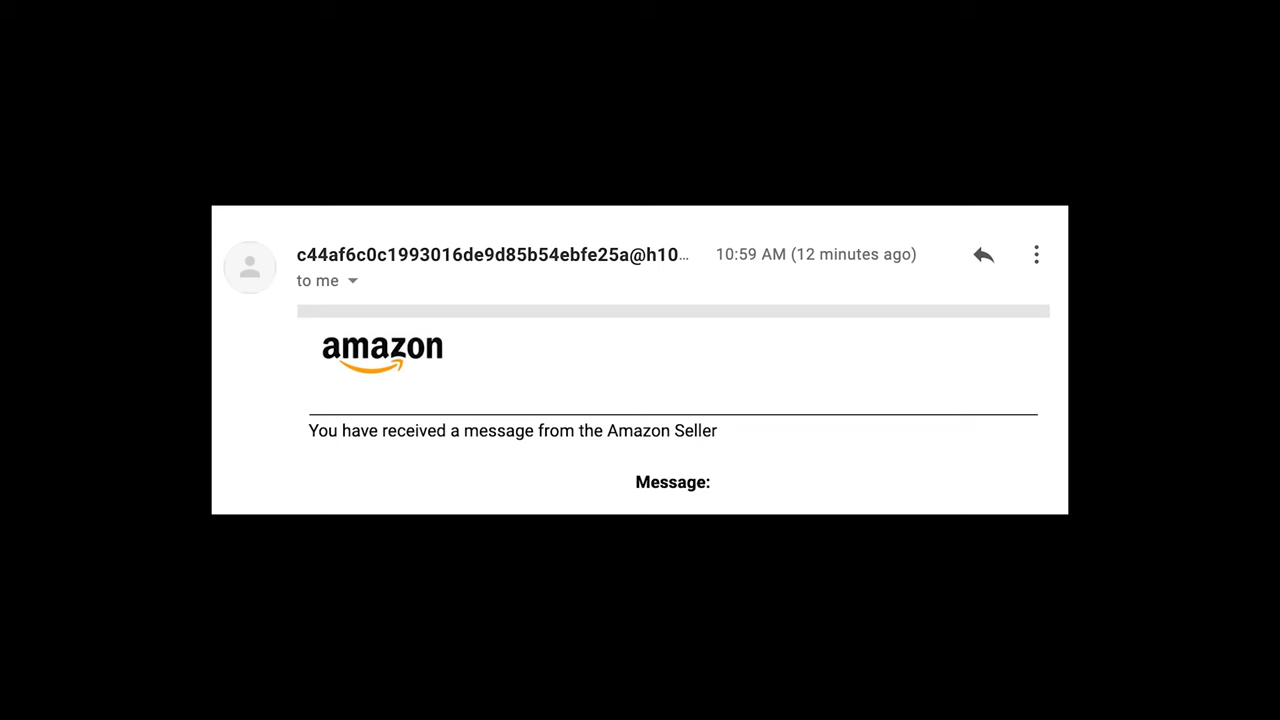 c44af6c0c1993016de9d85b54ebfe25a@h10… 10:59 AM (12 minutes ago)
to me
amazon
You have received a message from the Amazon Seller
Message: